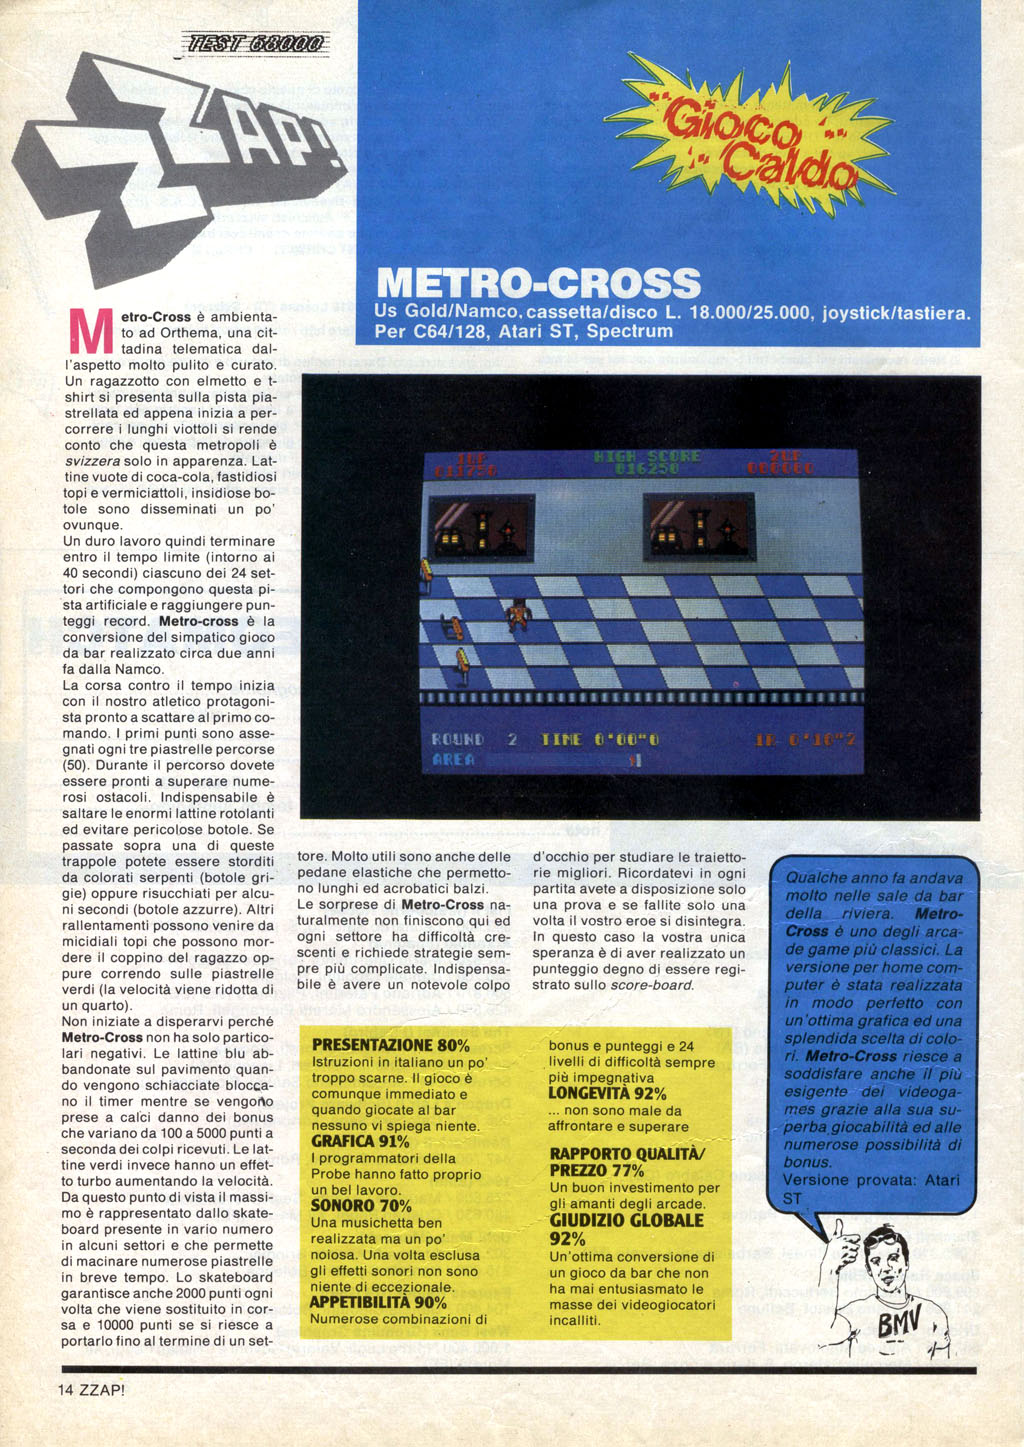 TEST 68000
ZZAP!
"Gioco"
"Caldo
METRO-CROSS
Us Gold/Namco, cassetta/disco L. 18.000/25.000, joystick/tastiera.
Per C64/128, Atari ST, Spectrum
Metro-Cross è ambienta-
to ad Orthema, una cit-
tadina telematica dal-
l'aspetto molto pulito e curato.
Un ragazzotto con elmetto e t-
shirt si presenta sulla pista pia-
strellata ed appena inizia a per-
correre i lunghi viottoli si rende
conto che questa metropoli è
svizzera solo in apparenza. Lat-
tine vuote di coca-cola, fastidiosi
topi e vermiciattoli, insidiose bo-
tole sono disseminati un po'
ovunque.
Un duro lavoro quindi terminare
entro il tempo limite (intorno ai
40 secondi) ciascuno dei 24 set-
tori che compongono questa pi-
sta artificiale e raggiungere pun-
teggi record. Metro-cross è la
conversione del simpatico gioco
da bar realizzato circa due anni
fa dalla Namco.
La corsa contro il tempo inizia
con il nostro atletico protagoni-
sta pronto a scattare al primo co-
mando. I primi punti sono asse-
gnati ogni tre piastrelle percorse
(50). Durante il percorso dovete
essere pronti a superare nume-
rosi ostacoli. Indispensabile è
saltare le enormi lattine rotolanti
ed evitare pericolose botole. Se
passate sopra una di queste
trappole potete essere storditi
da colorati serpenti (botole gri-
gie) oppure risucchiati per alcu-
ni secondi (botole azzurre). Altri
rallentamenti possono venire da
micidiali topi che possono mor-
dere il coppino del ragazzo op-
pure correndo sulle piastrelle
verdi (la velocità viene ridotta di
un quarto).
Non iniziate a disperarvi perché
Metro-Cross non ha solo partico-
lari negativi. Le lattine blu ab-
bandonate sul pavimento quan-
do vengono schiacciate blocca-
no il timer mentre se vengono
prese a calci danno dei bonus
che variano da 100 a 5000 punti a
seconda dei colpi ricevuti. Le lat-
tine verdi invece hanno un effet-
to turbo aumentando la velocità.
Da questo punto di vista il massi-
mo è rappresentato dallo skate-
board presente in vario numero
in alcuni settori e che permette
di macinare numerose piastrelle
in breve tempo. Lo skateboard
garantisce anche 2000 punti ogni
volta che viene sostituito in cor-
sa e 10000 punti se si riesce a
portarlo fino al termine di un set-
1UP
011750
HIGH SCORE
016250
2UP
000000
ROUND 2 TIME 0'00"0
AREA
tore. Molto utili sono anche delle
pedane elastiche che permetto-
no lunghi ed acrobatici balzi.
Le sorprese di Metro-Cross na-
turalmente non finiscono qui ed
ogni settore ha difficoltà cre-
scenti e richiede strategie sem-
pre più complicate. Indispensa-
bile è avere un notevole colpo
d'occhio per studiare le traietto-
rie migliori. Ricordatevi in ogni
partita avete a disposizione solo
una prova e se fallite solo una
volta il vostro eroe si disintegra.
In questo caso la vostra unica
speranza è di aver realizzato un
punteggio degno di essere regi-
strato sullo score-board.
PRESENTAZIONE 80%
Istruzioni in italiano un po'
troppo scarne. Il gioco è
comunque immediato e
quando giocate al bar
nessuno vi spiega niente.
GRAFICA 91%
I programmatori della
Probe hanno fatto proprio
un bel lavoro.
SONORO 70%
Una musichetta ben
realizzata ma un po'
noiosa. Una volta esclusa
gli effetti sonori non sono
niente di eccezionale.
APPETIBILITÀ 90%
Numerose combinazioni di
bonus e punteggi e 24
livelli di difficoltà sempre
più impegnativa
LONGEVITÀ 92%
... non sono male da
affrontare e superare
RAPPORTO QUALITÀ/
PREZZO 77%
Un buon investimento per
gli amanti degli arcade.
GIUDIZIO GLOBALE
92%
Un'ottima conversione di
un gioco da bar che non
ha mai entusiasmato le
masse dei videogiocatori
incalliti.
Qualche anno fa andava
molto nelle sale da bar
della riviera. Metro-
Cross è uno degli arca-
de game più classici. La
versione per home com-
puter è stata realizzata
in modo perfetto con
un'ottima grafica ed una
splendida scelta di colo-
ri. Metro-Cross riesce a
soddisfare anche il più
esigente dei videoga-
mes grazie alla sua su-
perba giocabilità ed alle
numerose possibilità di
bonus.
Versione provata: Atari
ST
BMV
14 ZZAP!